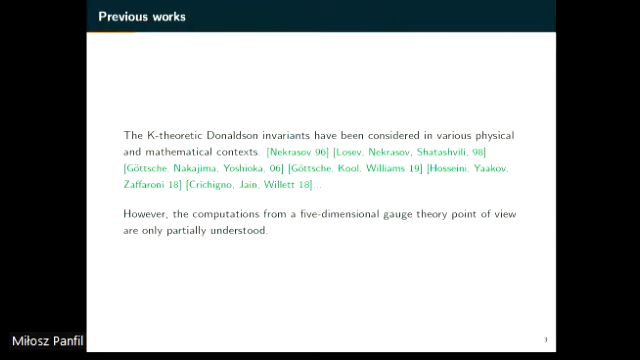 Previous works
The K-theoretic Donaldson invariants have been considered in various physical
and mathematical contexts. [Nekrasov 96] [Losev, Nekrasov, Shatashvili, 98]
[Göttsche, Nakajima, Yoshioka, 06] [Göttsche, Kool, Williams 19] [Hosseini, Yaakov,
Zaffaroni 18] [Crichigno, Jain, Willett 18]...
However, the computations from a five-dimensional gauge theory point of view
are only partially understood.
Miłosz Panfil
3